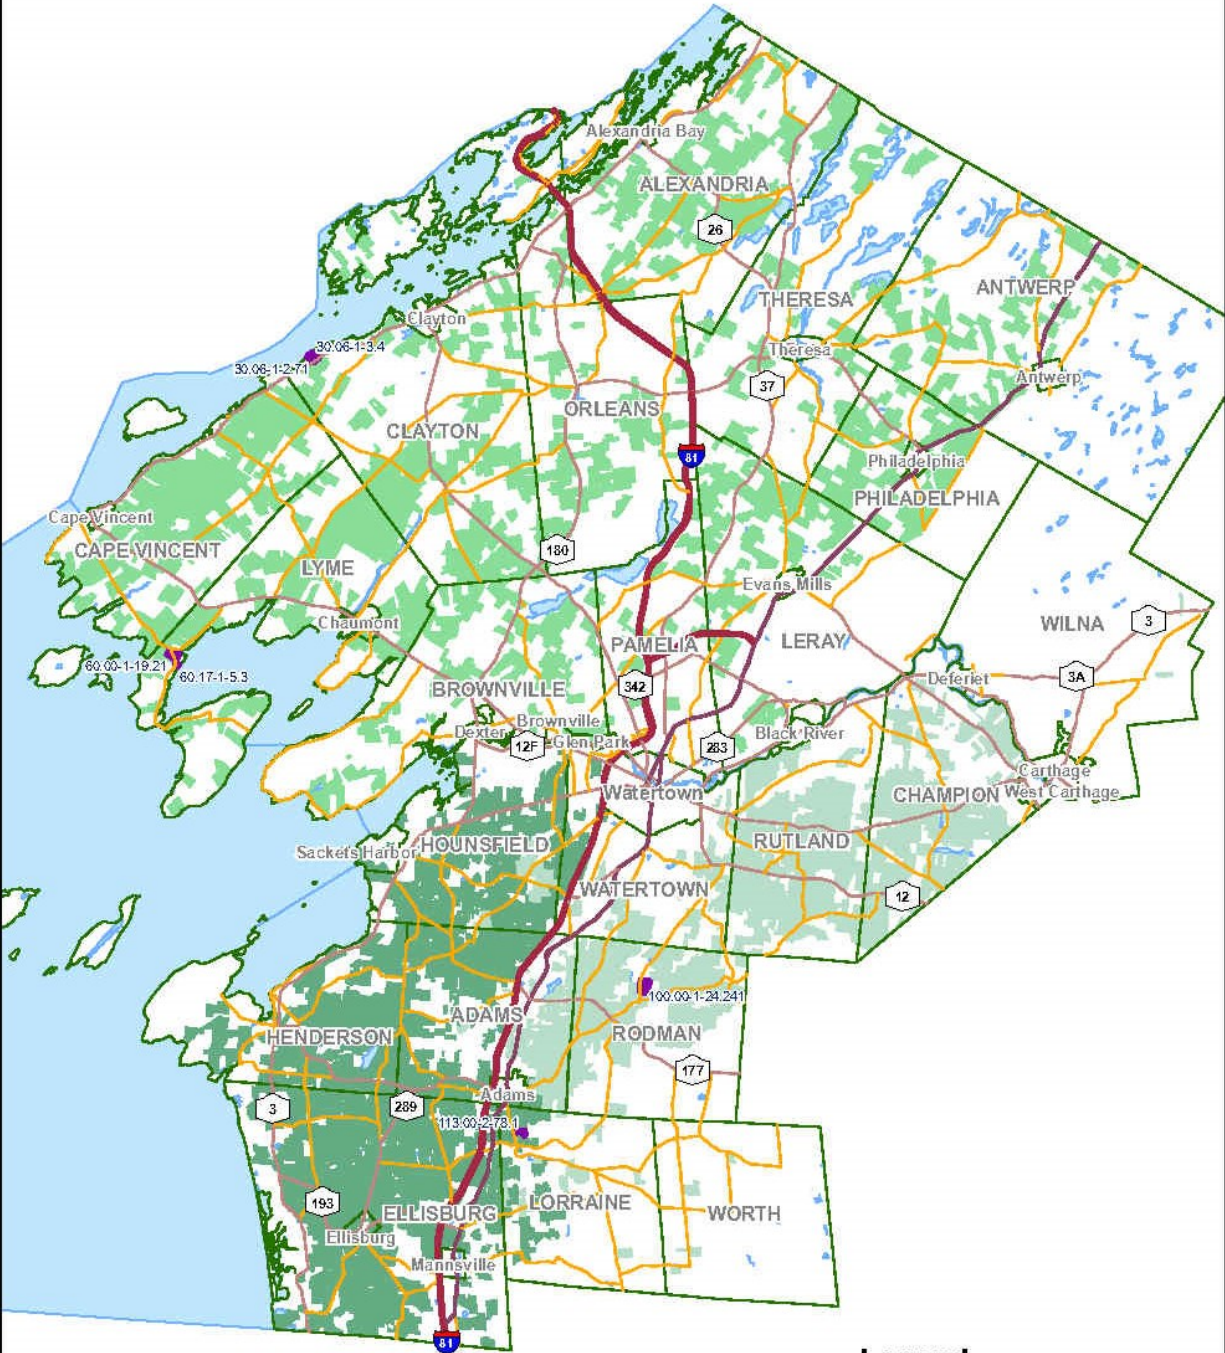 Alexandria Bay
ALEXANDRIA
26
ANTWERP
THERESA
Clayton
30.06-1-3.4
30.06-1-2.71
Theresa
Antwerp
37
ORLEANS
CLAYTON
81
Philadelphia
PHILADELPHIA
Cape Vincent
CAPE VINCENT
180
LYME
Evans Mills
Chaumont
3
WILNA
PAMELIA
LERAY
60.00-1-19.21
60.17-1-5.3
Deferiet
3A
342
BROWNVILLE
Brownville
Dexter
12F
Glen Park
283
Black River
Carthage
West Carthage
Watertown
CHAMPION
HOUNSFIELD
RUTLAND
Sackets Harbor
WATERTOWN
12
100.00-1-24.241
ADAMS
RODMAN
HENDERSON
177
Adams
3
289
113.00-2-78.1
193
ELLISBURG
LORRAINE
WORTH
Ellisburg
Mannsville
81